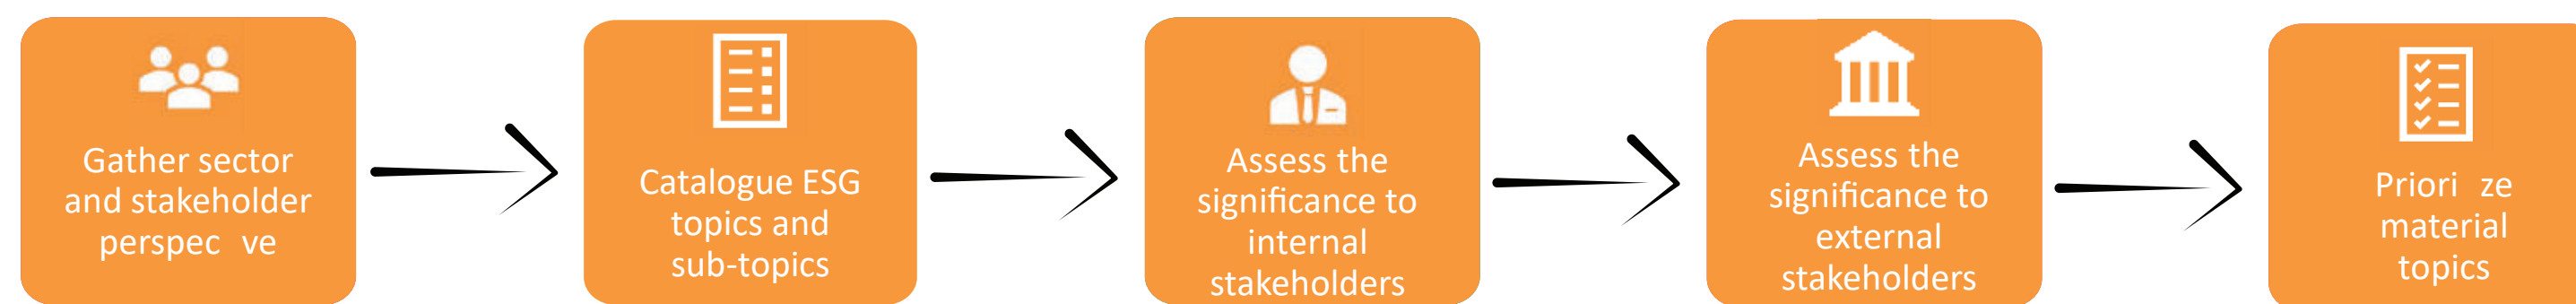 Gather sector
and stakeholder
perspec ve
Catalogue ESG
topics and
sub-topics
Assess the
significance to
internal
stakeholders
Assess the
significance to
external
stakeholders
Priori ze
material
topics